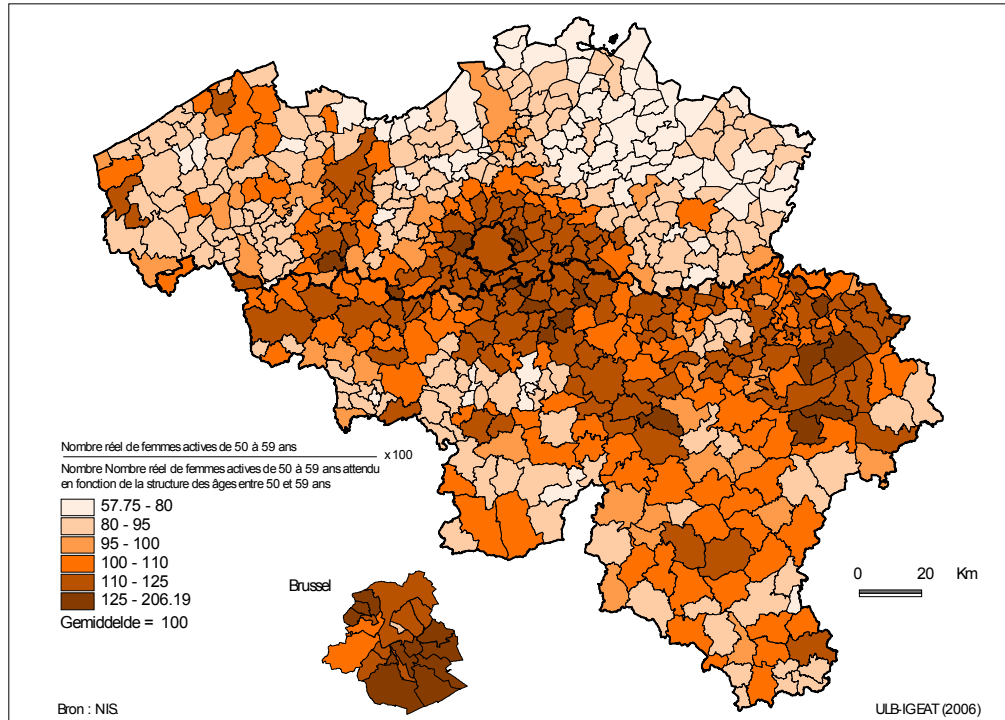 Nombre réel de femmes actives de 50 à 59 ans
x 100
Nombre Nombre réel de femmes actives de 50 à 59 ans attendu
en fonction de la structure des âges entre 50 et 59 ans
57.75 - 80
80 - 95
95 - 100
100 - 110
110 - 125
125 - 206.19
Gemiddelde = 100
Brussel
0 20 Km
Bron : NIS.
ULB-IGEAT (2006)